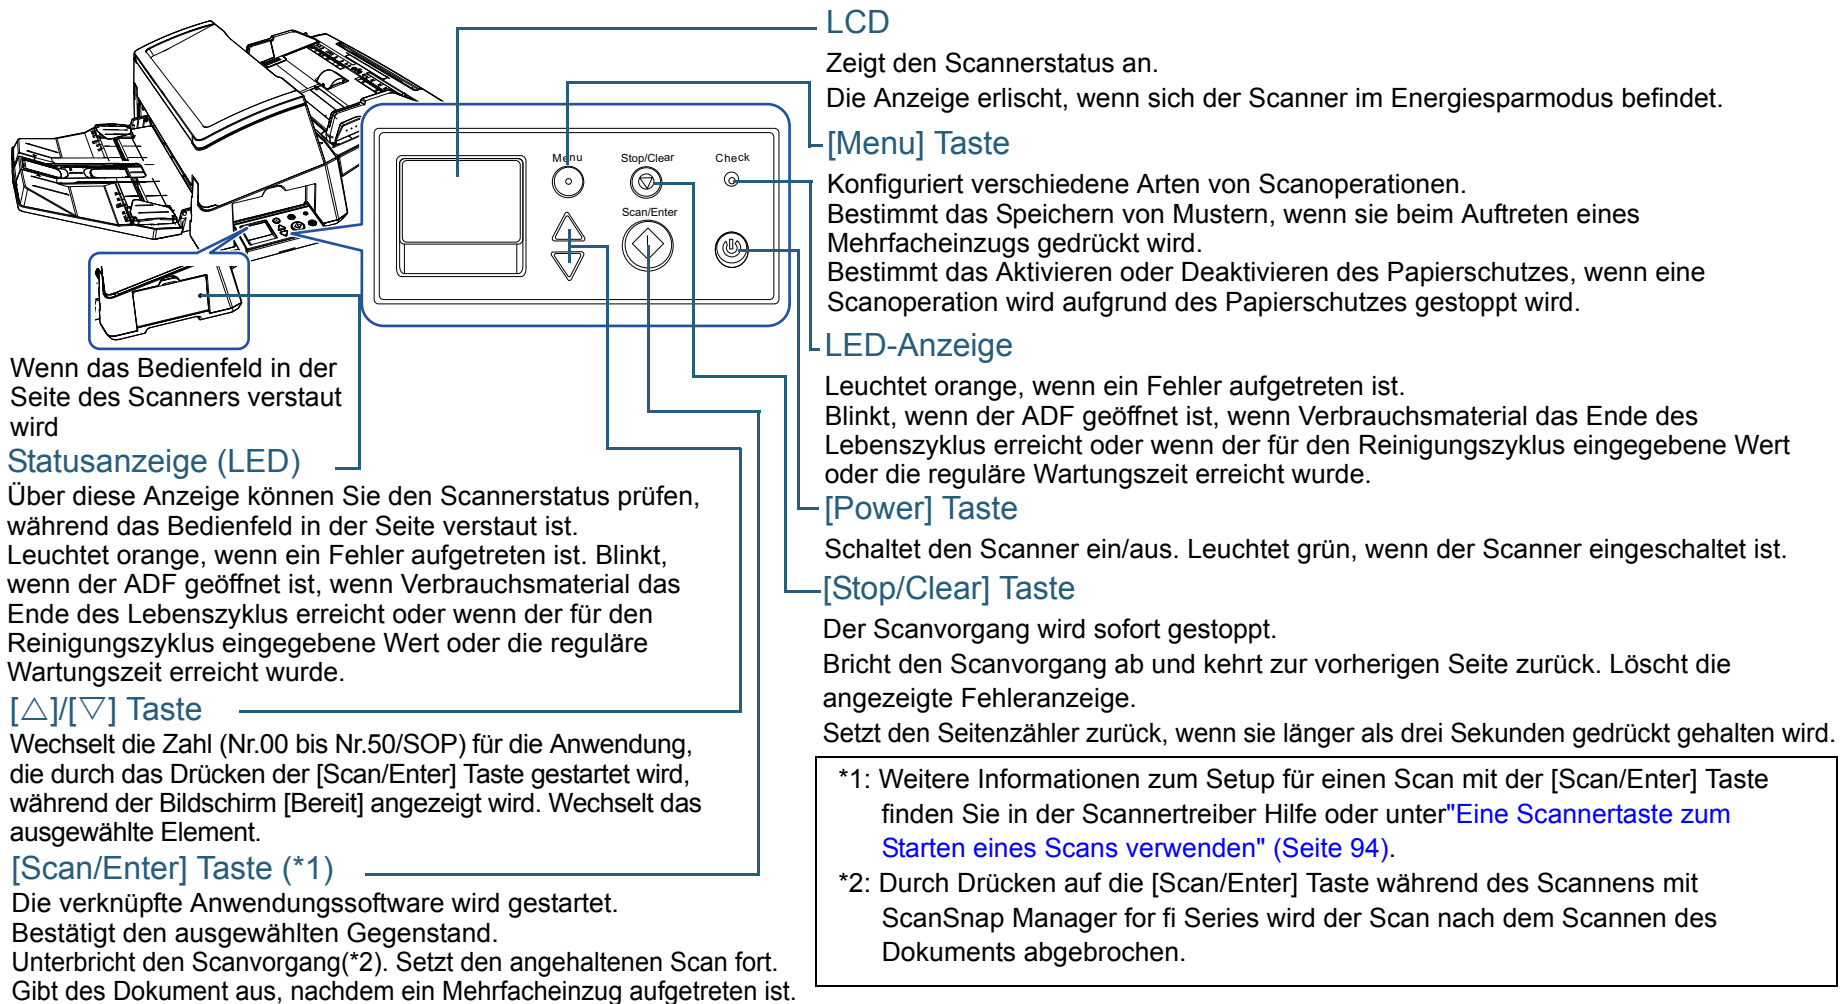 LCD
Zeigt den Scannerstatus an.
Die Anzeige erlischt, wenn sich der Scanner im Energiesparmodus befindet.
[Menu] Taste
Konfiguriert verschiedene Arten von Scanoperationen.
Bestimmt das Speichern von Mustern, wenn sie beim Auftreten eines
Mehrfacheinzugs gedrückt wird.
Bestimmt das Aktivieren oder Deaktivieren des Papierschutzes, wenn eine
Scanoperation wird aufgrund des Papierschutzes gestoppt wird.
LED-Anzeige
Leuchtet orange, wenn ein Fehler aufgetreten ist.
Blinkt, wenn der ADF geöffnet ist, wenn Verbrauchsmaterial das Ende des
Lebenszyklus erreicht oder wenn der für den Reinigungszyklus eingegebene Wert
oder die reguläre Wartungszeit erreicht wurde.
[Power] Taste
Schaltet den Scanner ein/aus. Leuchtet grün, wenn der Scanner eingeschaltet ist.
[Stop/Clear] Taste
Der Scanvorgang wird sofort gestoppt.
Bricht den Scanvorgang ab und kehrt zur vorherigen Seite zurück. Löscht die
angezeigte Fehleranzeige.
Setzt den Seitenzähler zurück, wenn sie länger als drei Sekunden gedrückt gehalten wird.
Menu
Stop/Clear
Check
Scan/Enter
Wenn das Bedienfeld in der
Seite des Scanners verstaut
wird
Statusanzeige (LED)
Über diese Anzeige können Sie den Scannerstatus prüfen,
während das Bedienfeld in der Seite verstaut ist.
Leuchtet orange, wenn ein Fehler aufgetreten ist. Blinkt,
wenn der ADF geöffnet ist, wenn Verbrauchsmaterial das
Ende des Lebenszyklus erreicht oder wenn der für den
Reinigungszyklus eingegebene Wert oder die reguläre
Wartungszeit erreicht wurde.
[△]/[▽] Taste
Wechselt die Zahl (Nr.00 bis Nr.50/SOP) für die Anwendung,
die durch das Drücken der [Scan/Enter] Taste gestartet wird,
während der Bildschirm [Bereit] angezeigt wird. Wechselt das
ausgewählte Element.
[Scan/Enter] Taste (*1)
Die verknüpfte Anwendungssoftware wird gestartet.
Bestätigt den ausgewählten Gegenstand.
Unterbricht den Scanvorgang(*2). Setzt den angehaltenen Scan fort.
Gibt des Dokument aus, nachdem ein Mehrfacheinzug aufgetreten ist.
*1: Weitere Informationen zum Setup für einen Scan mit der [Scan/Enter] Taste
finden Sie in der Scannertreiber Hilfe oder unter"Eine Scannertaste zum
Starten eines Scans verwenden" (Seite 94).
*2: Durch Drücken auf die [Scan/Enter] Taste während des Scannens mit
ScanSnap Manager for fi Series wird der Scan nach dem Scannen des
Dokuments abgebrochen.